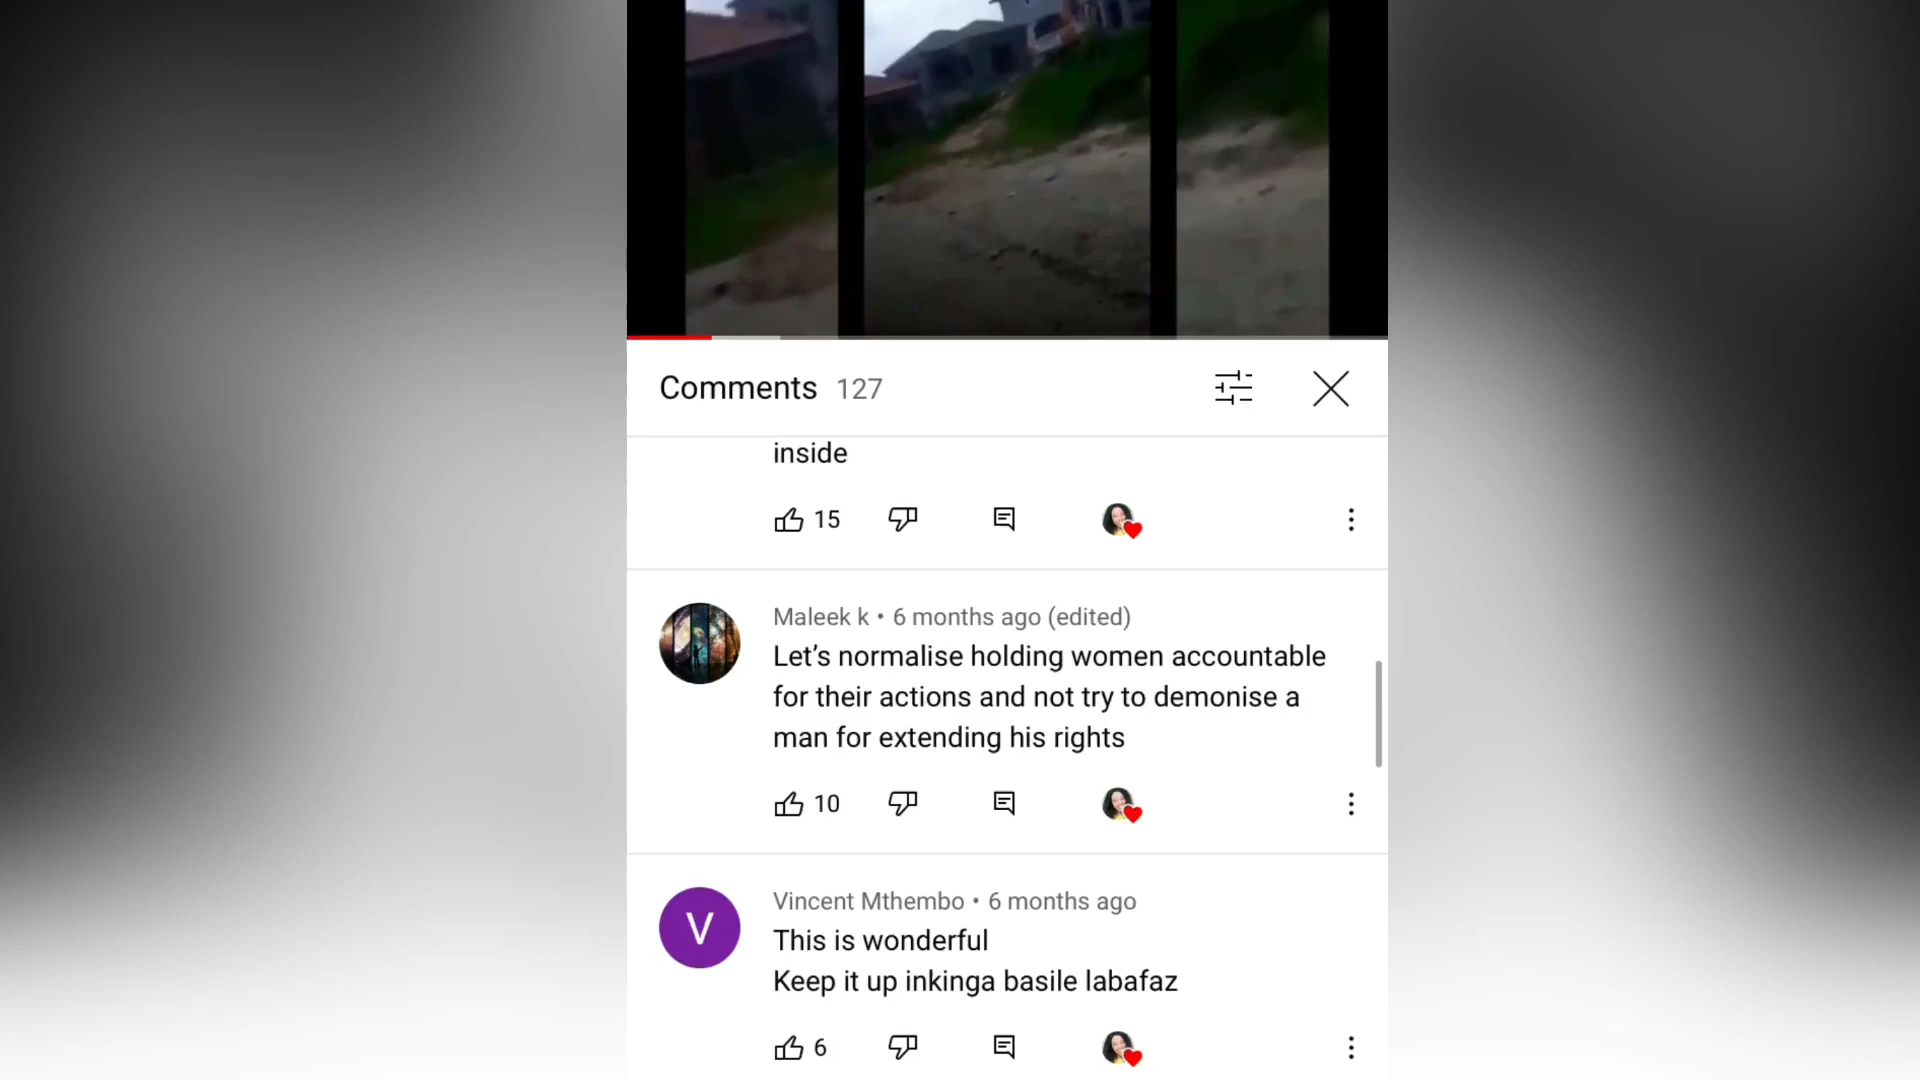 Comments 127
inside
15
Maleek k • 6 months ago (edited)
Let’s normalise holding women accountable
for their actions and not try to demonise a
man for extending his rights
10
V
Vincent Mthembo • 6 months ago
This is wonderful
Keep it up inkinga basile labafaz
6